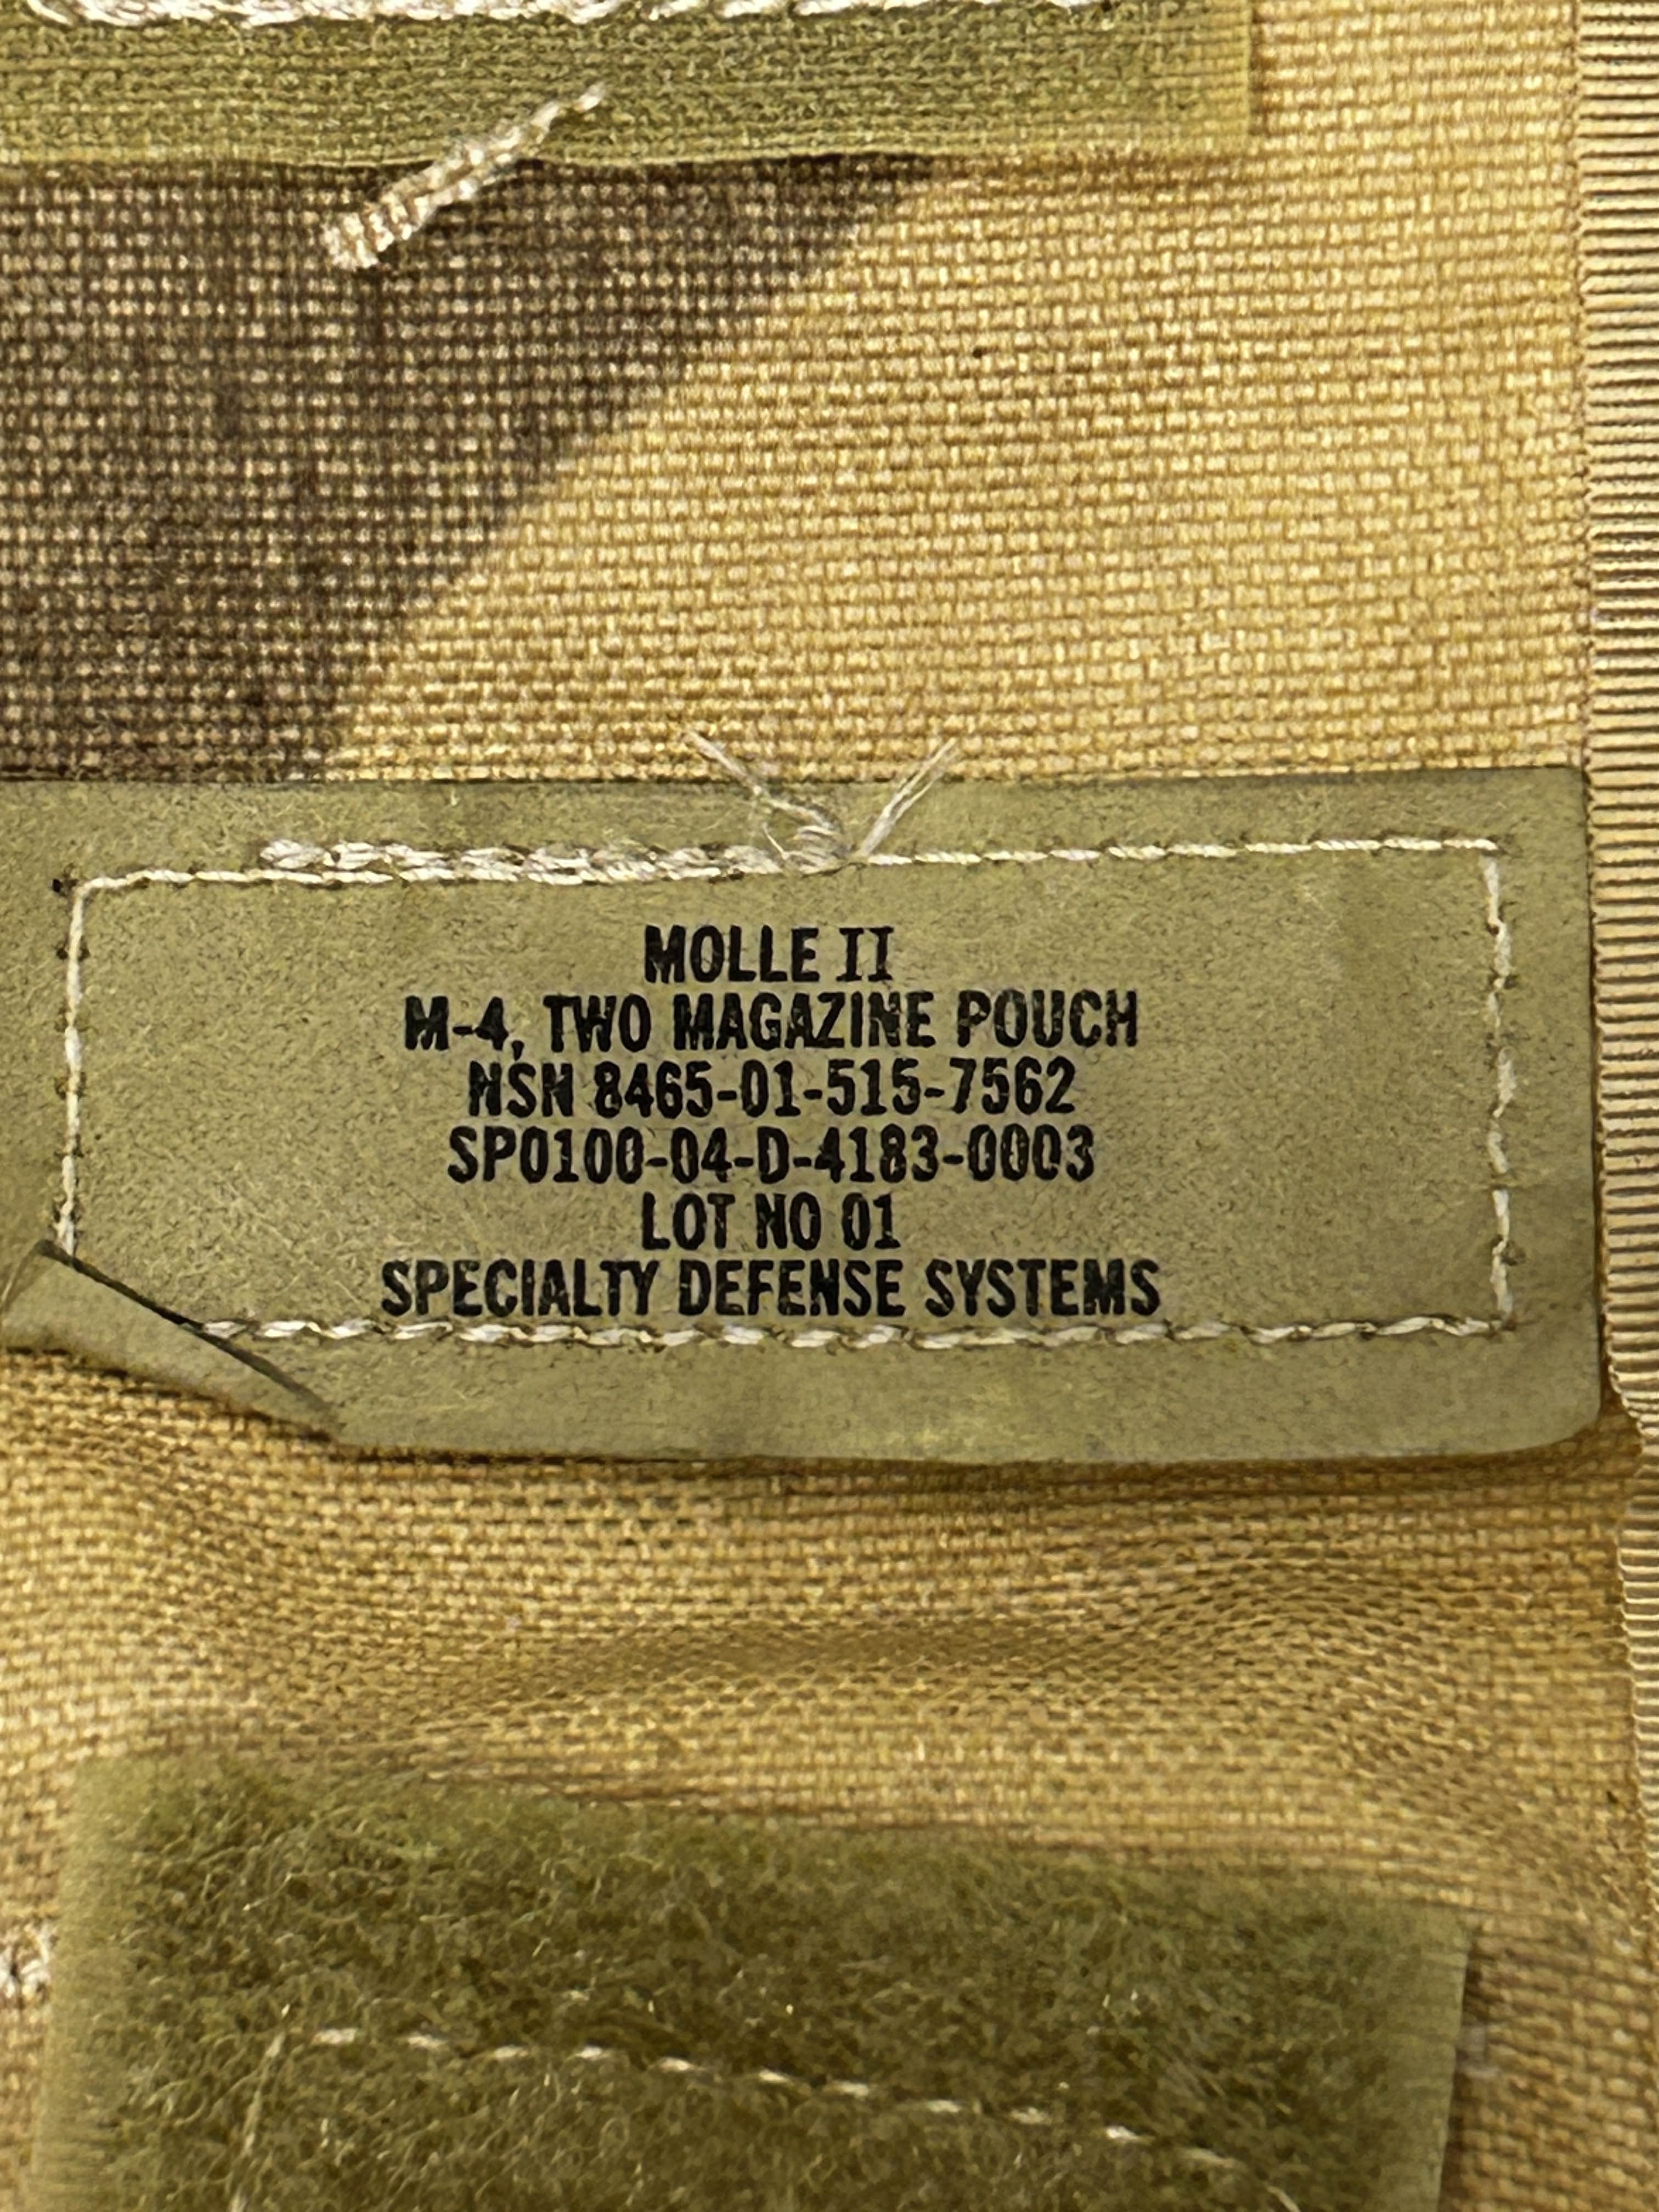 MOLLE II
M-4, TWO MAGAZINE POUCH
NSN 8465-01-515-7562
SP0100-04-D-4183-0003
LOT NO 01
SPECIALTY DEFENSE SYSTEMS